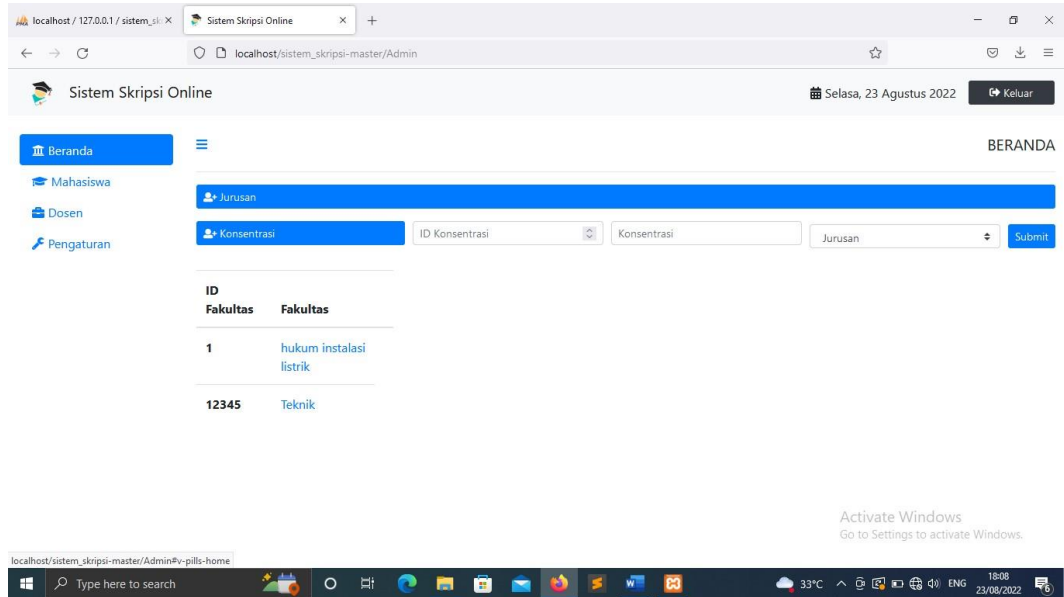 localhost / 127.0.0.1 / sistem_sk
Sistem Skripsi Online
localhost/sistem_skripsi-master/Admin
Sistem Skripsi Online
Selasa, 23 Agustus 2022
Keluar
Beranda
BERANDA
Mahasiswa
Dosen
Pengaturan
Jurusan
Konsentrasi
ID Konsentrasi
Konsentrasi
Jurusan
Submit
ID
Fakultas
Fakultas
1
hukum instalasi
listrik
12345
Teknik
Activate Windows
Go to Settings to activate Windows.
localhost/sistem_skripsi-master/Admin#v-pills-home
Type here to search
33°C
ENG
18:08
23/08/2022
6